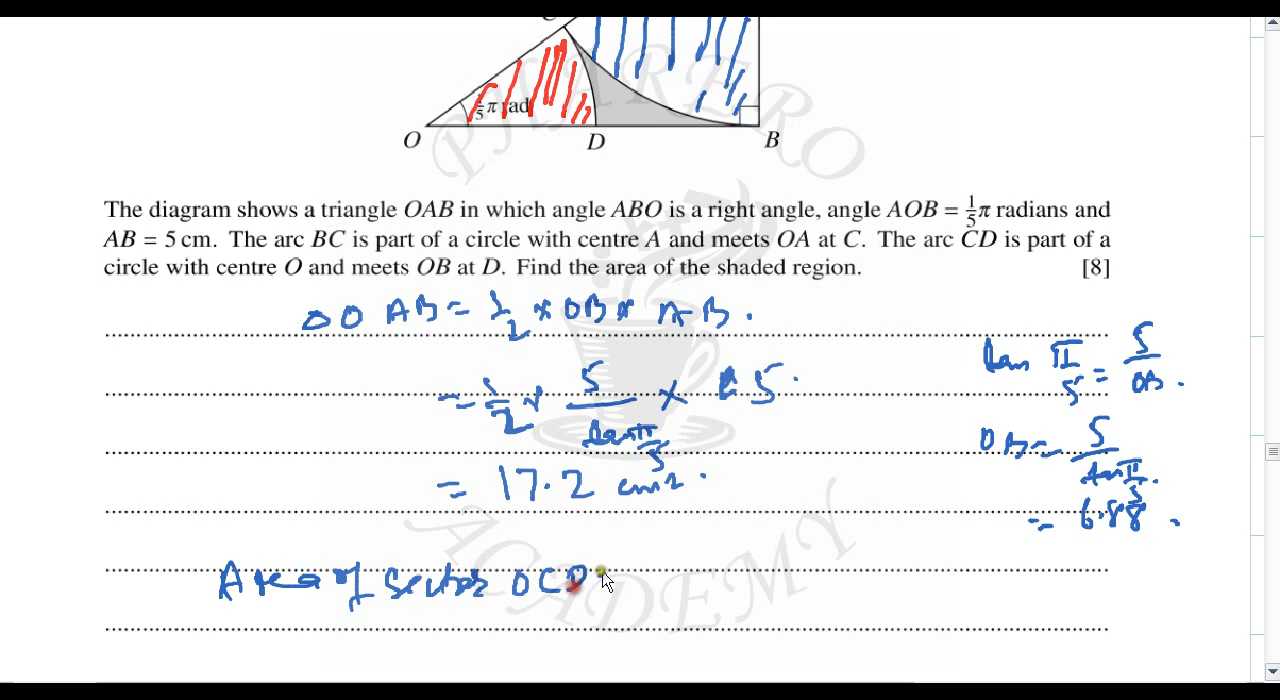 1/5 π rad
O D B
The diagram shows a triangle OAB in which angle ABO is a right angle, angle AOB = 1/5 π radians and
AB = 5 cm. The arc BC is part of a circle with centre A and meets OA at C. The arc CD is part of a
circle with centre O and meets OB at D. Find the area of the shaded region. [8]
△OAB = 1/2 × OB × AB.
= 1/2 × 5/tan π/5 × 5.
= 17.2 cm².
tan π/5 = 5/OB.
OB = 5/tan π/5.
= 6.88.
Area of sector OCD
ACADEMY